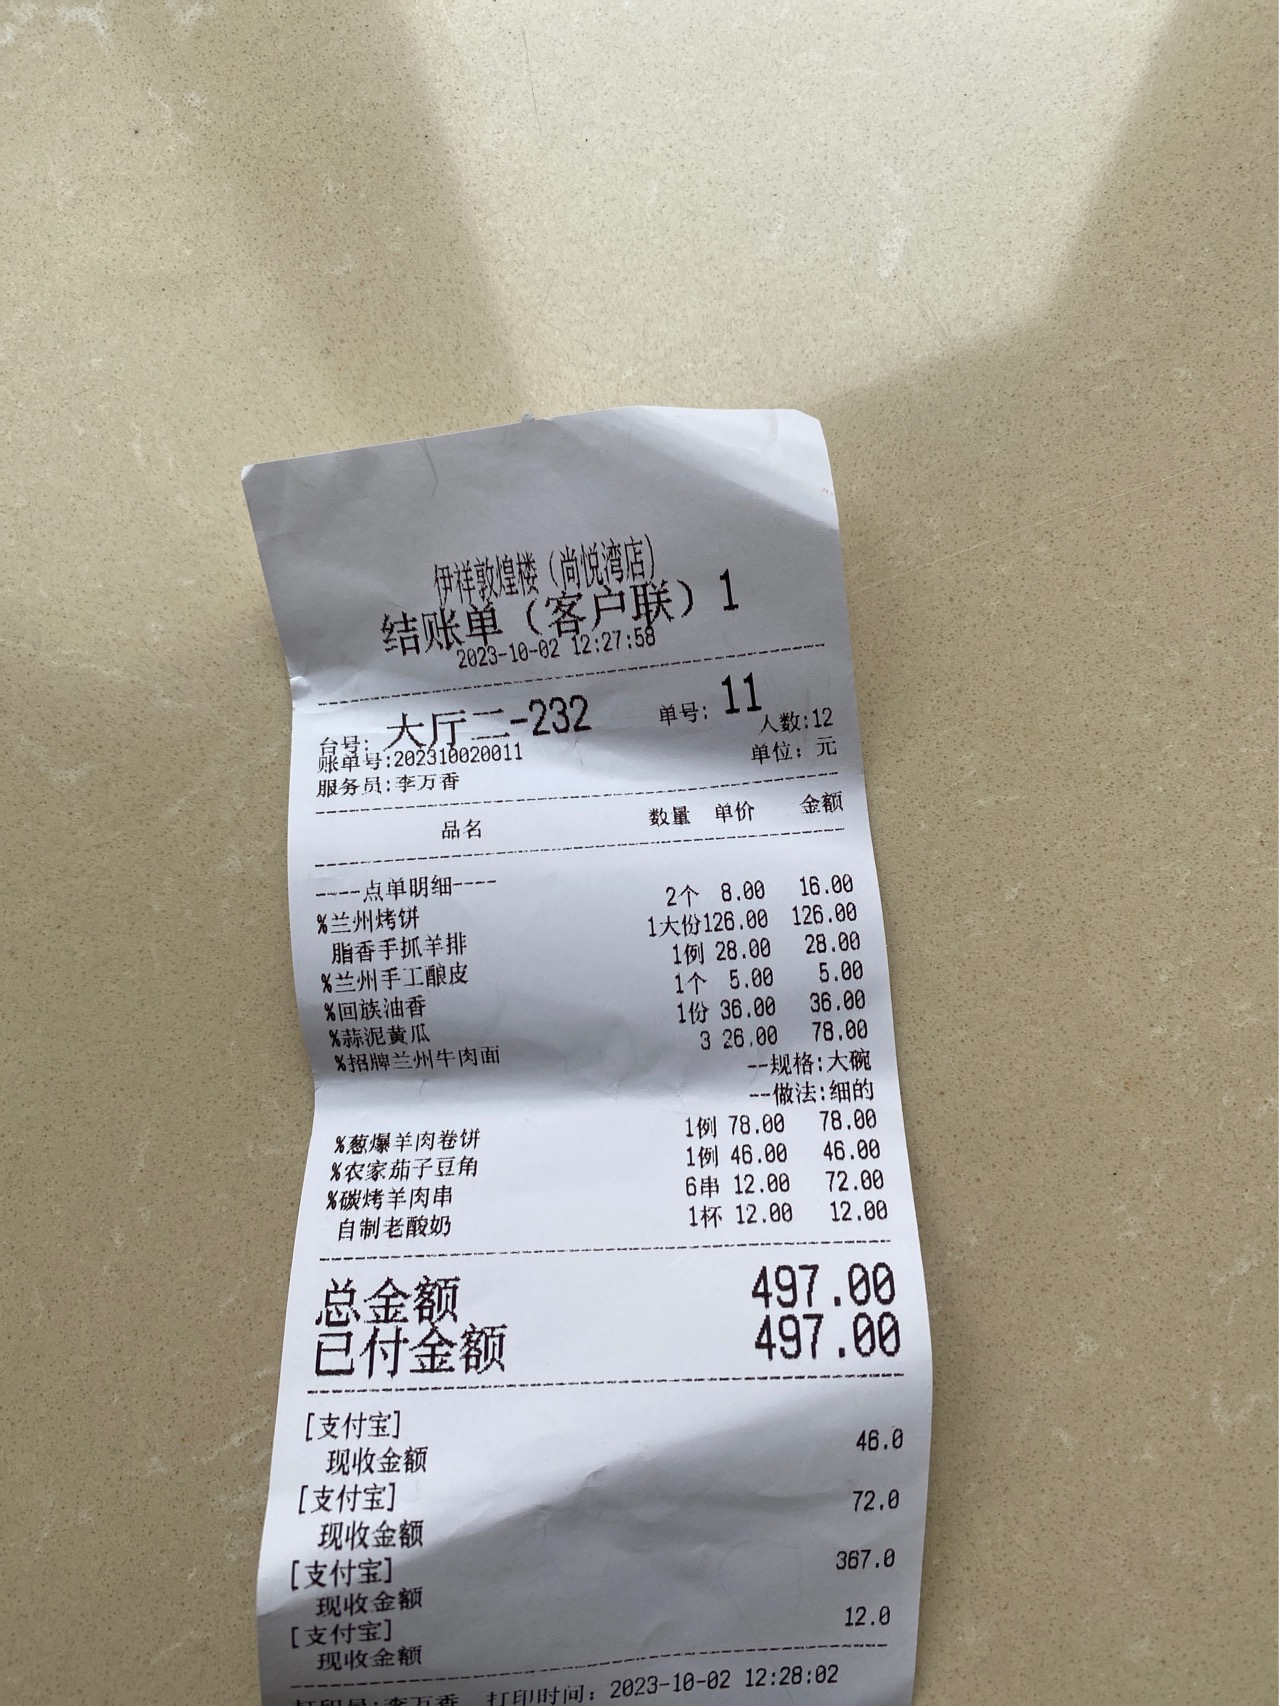 伊祥敦煌楼（尚悦湾店）
结账单（客户联）1
2023-10-02 12:27:58
台号: 大厅二-232 单号: 11
账单号:202310020011 人数:12
服务员:李万香 单位: 元
品名 数量 单价 金额
----点单明细----
%兰州烤饼 2个 8.00 16.00
脂香手抓羊排 1大份126.00 126.00
%兰州手工酿皮 1例 28.00 28.00
%回族油香 1个 5.00 5.00
%蒜泥黄瓜 1份 36.00 36.00
%招牌兰州牛肉面 3 26.00 78.00
--规格:大碗
--做法:细的
%葱爆羊肉卷饼 1例 78.00 78.00
%农家茄子豆角 1例 46.00 46.00
%碳烤羊肉串 6串 12.00 72.00
自制老酸奶 1杯 12.00 12.00
总金额 497.00
已付金额 497.00
[支付宝]
现收金额 46.0
[支付宝]
现收金额 72.0
[支付宝]
现收金额 367.0
[支付宝]
现收金额 12.0
打印员:李万香 打印时间: 2023-10-02 12:28:02